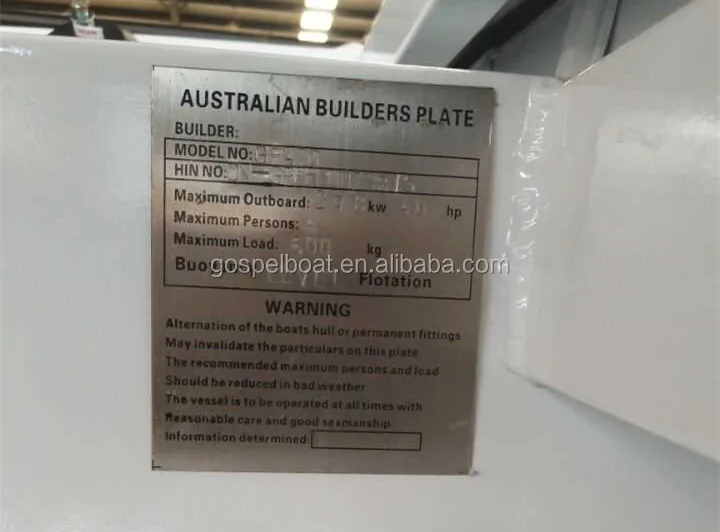 AUSTRALIAN BUILDERS PLATE
BUILDER:
MODEL NO:
HIN NO:
Maximum Outboard: kw hp
Maximum Persons:
Maximum Load: 500 kg
gospelboat.en.alibaba.com
LEVEL Flotation
WARNING
Alternation of the boats hull or permanent fittings
May invalidate the particulars on this plate
The recommended maximum persons and load
Should be reduced in bad weather
The vessel is to be operated at all times with
Reasonable care and good seamanship
Information determined: